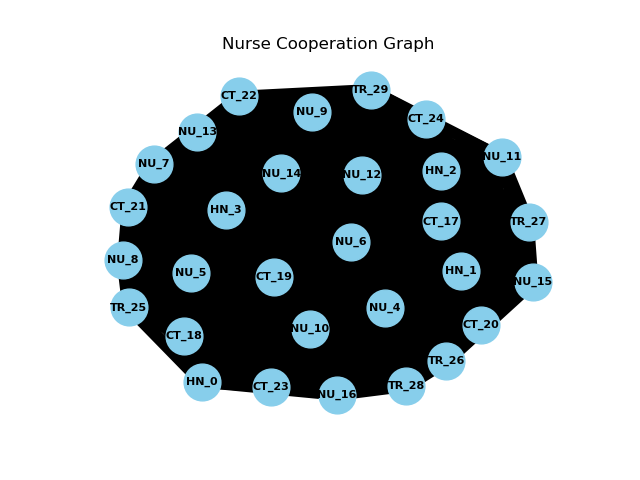 Nurse Cooperation Graph
TR_29
CT_22
NU_9
CT_24
NU_13
NU_11
NU_7
HN_2
NU_14
NU_12
CT_21
HN_3
CT_17
TR_27
NU_6
NU_8
HN_1
NU_5
CT_19
NU_15
TR_25
NU_4
CT_20
NU_10
CT_18
TR_26
HN_0
TR_28
CT_23
NU_16